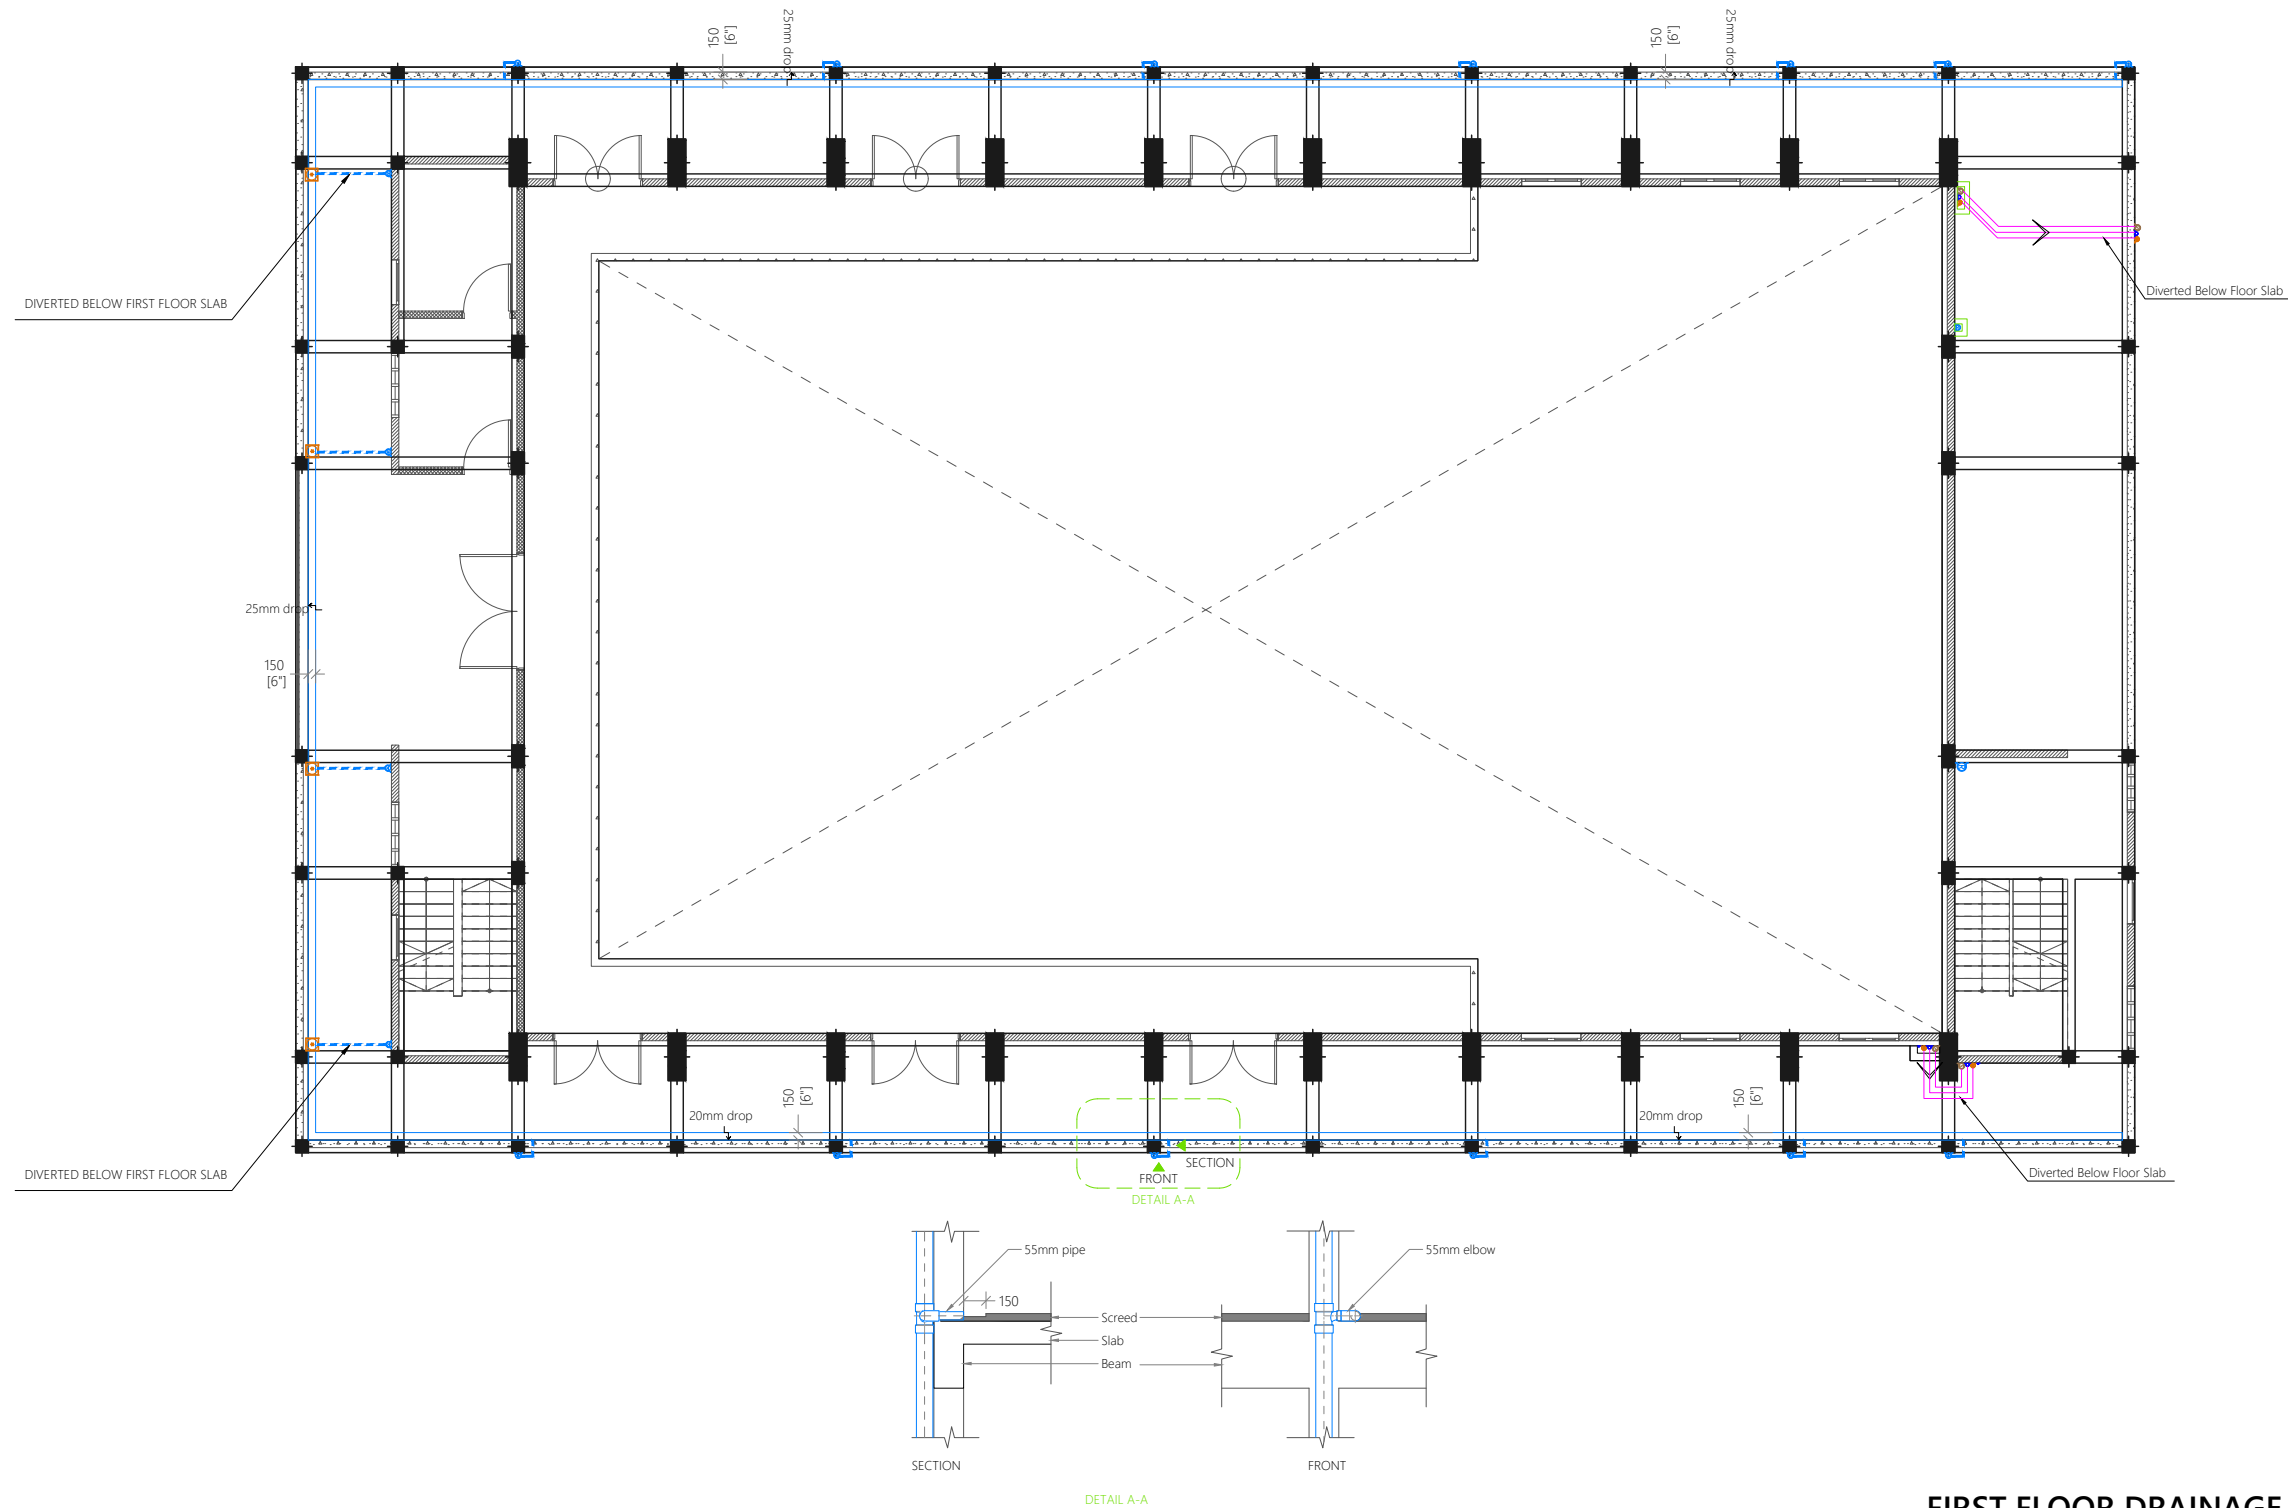 150
[6"]
25mm drop
150
[6"]
25mm drop
DIVERTED BELOW FIRST FLOOR SLAB
Diverted Below Floor Slab
25mm drop
150
[6"]
20mm drop
150
[6"]
20mm drop
150
[6"]
SECTION
FRONT
DETAIL A-A
DIVERTED BELOW FIRST FLOOR SLAB
Diverted Below Floor Slab
55mm pipe
55mm elbow
150
Screed
Slab
Beam
SECTION
FRONT
DETAIL A-A
FIRST FLOOR DRAINAGE